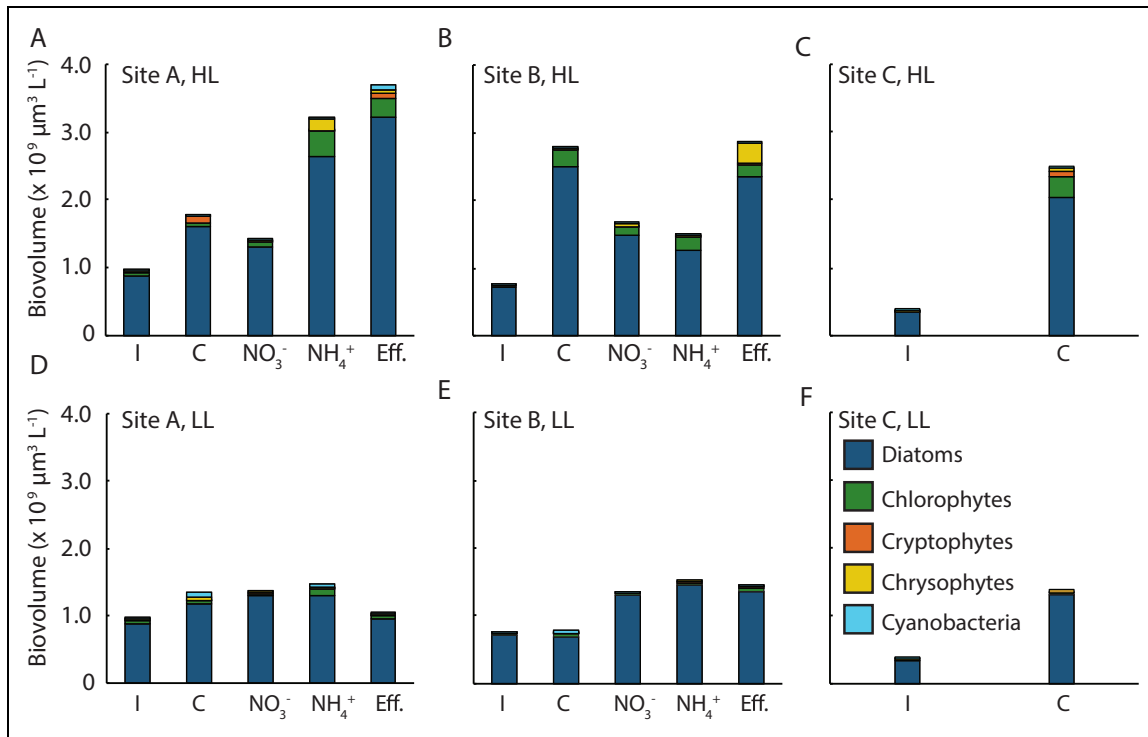 A
Site A, HL
Biovolume (x 10⁹ µm³ L⁻¹)
4.0
3.0
2.0
1.0
0
I C NO₃⁻ NH₄⁺ Eff.
B
Site B, HL
I C NO₃⁻ NH₄⁺ Eff.
C
Site C, HL
I C
D
Site A, LL
Biovolume (x 10⁹ µm³ L⁻¹)
4.0
3.0
2.0
1.0
0
I C NO₃⁻ NH₄⁺ Eff.
E
Site B, LL
I C NO₃⁻ NH₄⁺ Eff.
F
Site C, LL
Diatoms
Chlorophytes
Cryptophytes
Chrysophytes
Cyanobacteria
I C